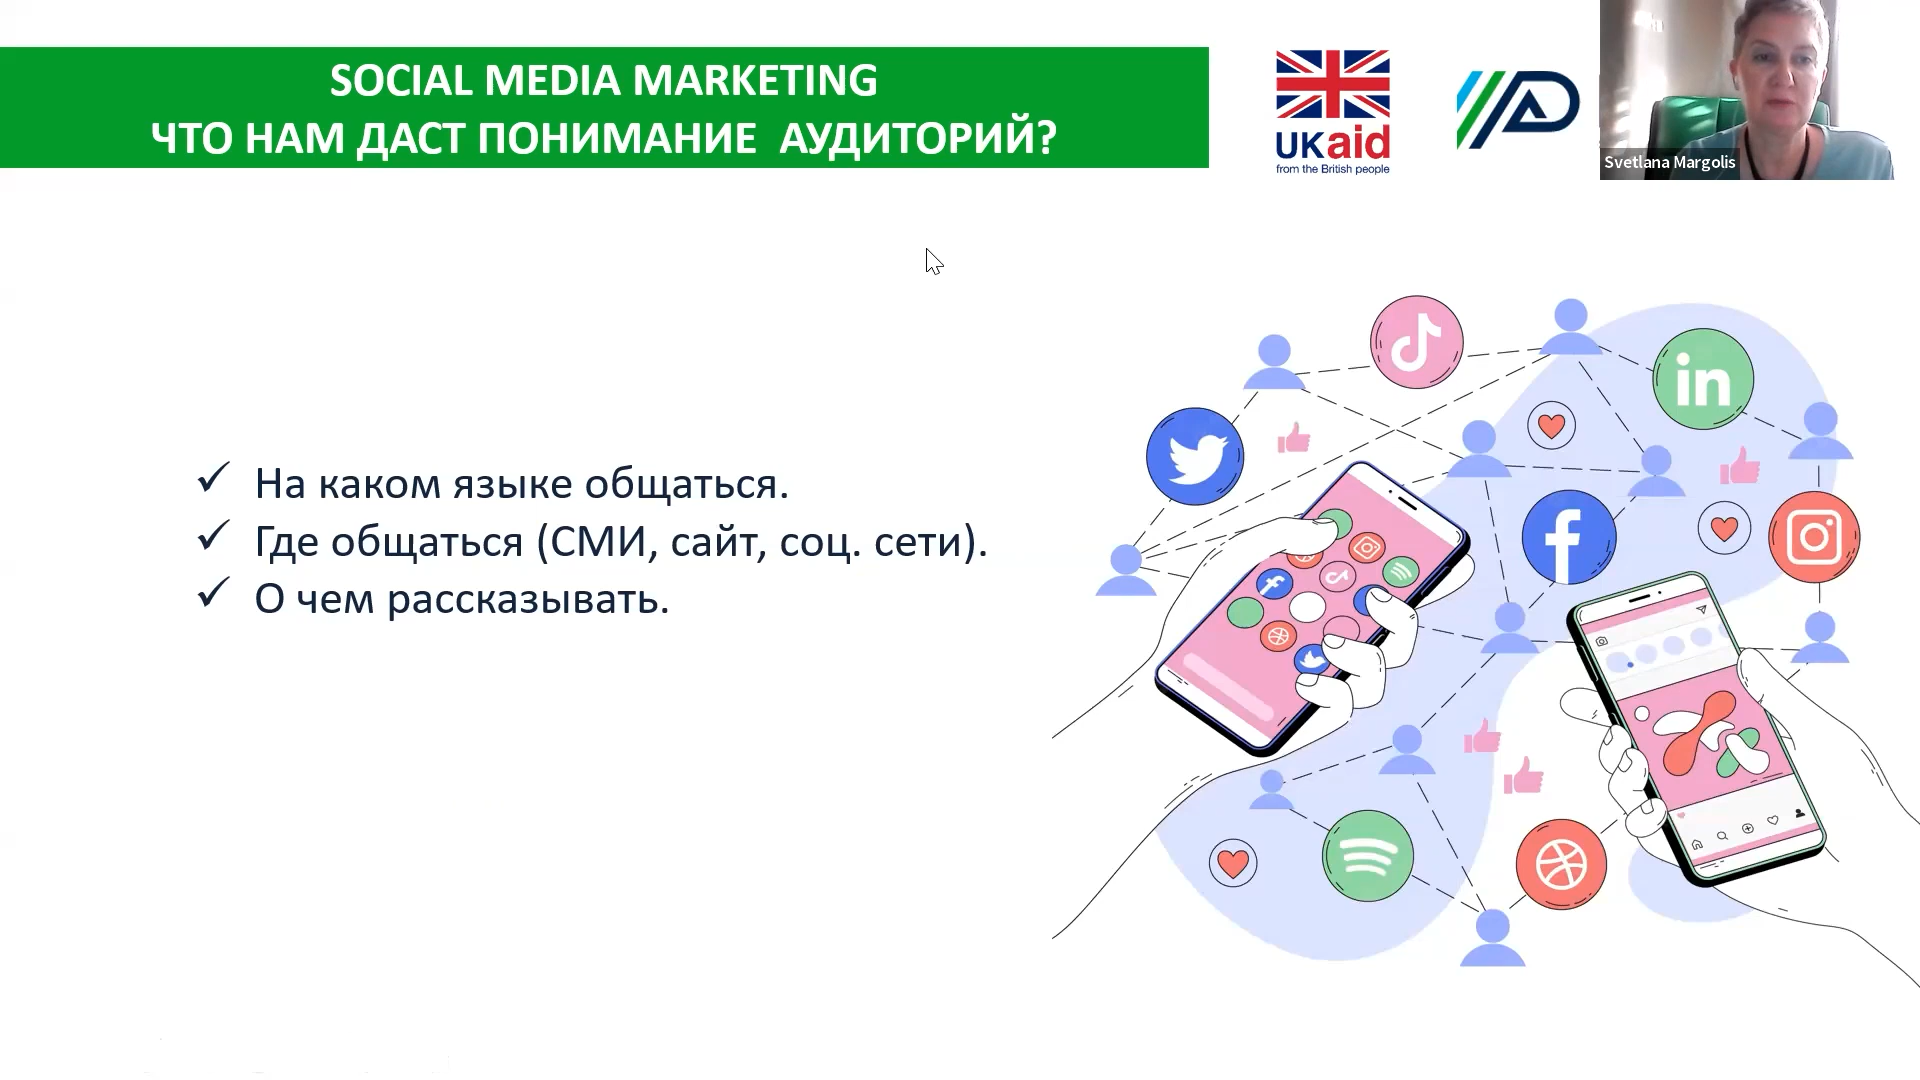 SOCIAL MEDIA MARKETING
ЧТО НАМ ДАСТ ПОНИМАНИЕ АУДИТОРИЙ?
UKaid
from the British people
Svetlana Margolis
in
✓ На каком языке общаться.
✓ Где общаться (СМИ, сайт, соц. сети).
✓ О чем рассказывать.